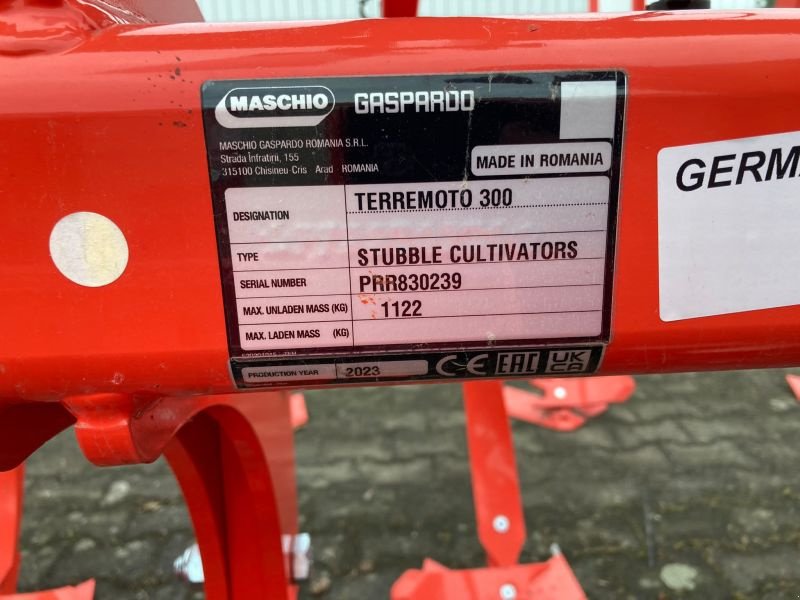 MASCHIO GASPARDO
MASCHIO GASPARDO ROMANIA S.R.L.
Strada Înfratirii, 155
315100 Chisineu-Cris Arad ROMANIA
MADE IN ROMANIA
DESIGNATION TERREMOTO 300
TYPE STUBBLE CULTIVATORS
SERIAL NUMBER PRR830239
MAX. UNLADEN MASS (KG) 1122
MAX. LADEN MASS (KG)
PRODUCTION YEAR 2023 CE EAC UK CA
GERMA